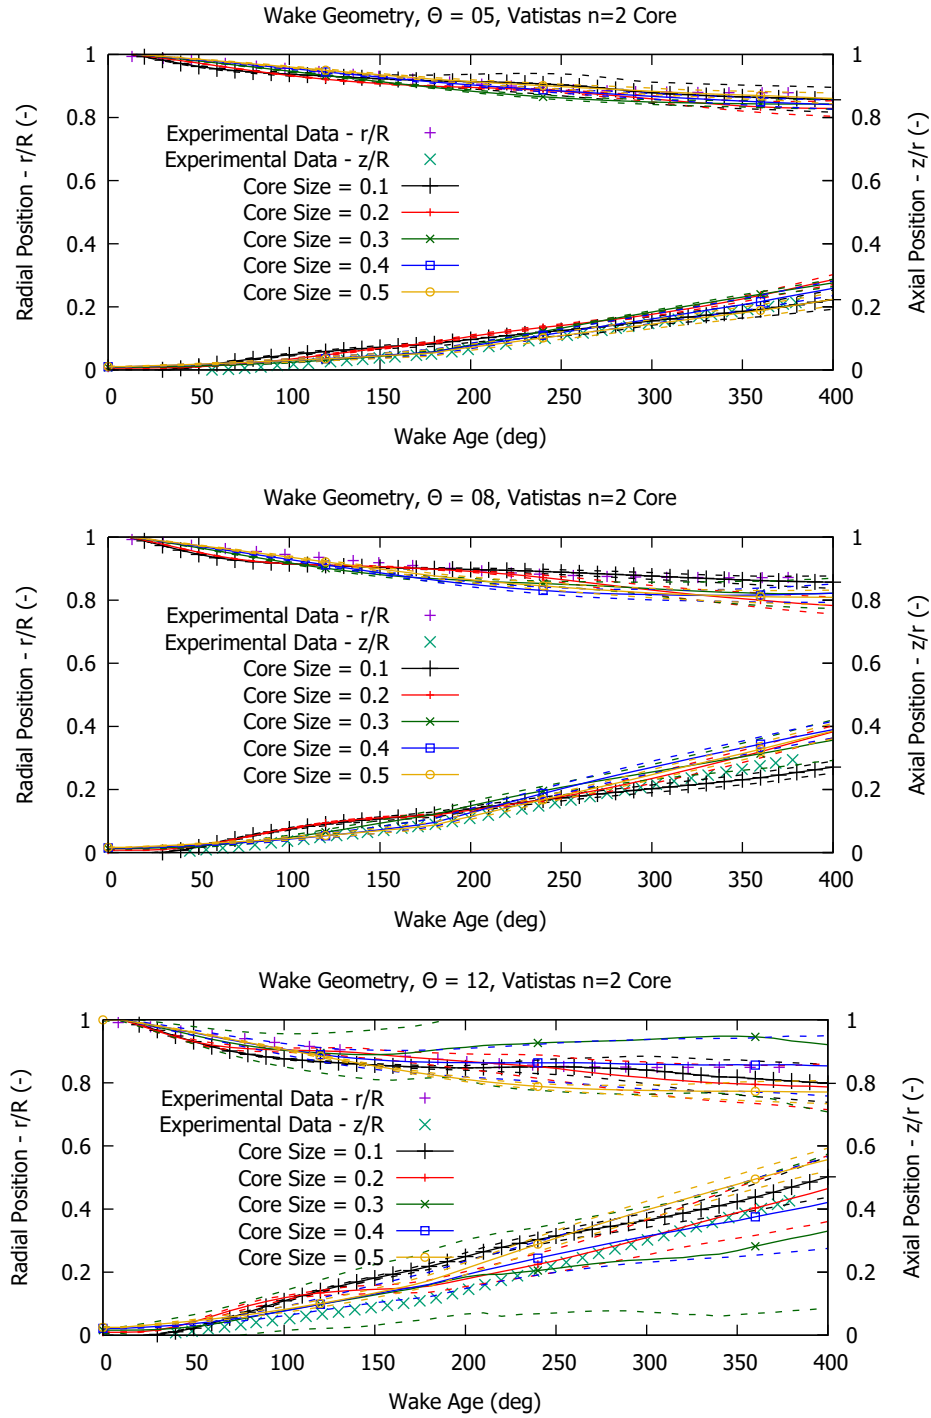 Wake Geometry, Θ = 05, Vatistas n=2 Core
1
0.8
0.6
0.4
0.2
0
1
0.8
0.6
0.4
0.2
0
Radial Position - r/R (-)
Axial Position - z/r (-)
Experimental Data - r/R
Experimental Data - z/R
Core Size = 0.1
Core Size = 0.2
Core Size = 0.3
Core Size = 0.4
Core Size = 0.5
0 50 100 150 200 250 300 350 400
Wake Age (deg)
Wake Geometry, Θ = 08, Vatistas n=2 Core
1
0.8
0.6
0.4
0.2
0
1
0.8
0.6
0.4
0.2
0
Radial Position - r/R (-)
Axial Position - z/r (-)
Experimental Data - r/R
Experimental Data - z/R
Core Size = 0.1
Core Size = 0.2
Core Size = 0.3
Core Size = 0.4
Core Size = 0.5
0 50 100 150 200 250 300 350 400
Wake Age (deg)
Wake Geometry, Θ = 12, Vatistas n=2 Core
1
0.8
0.6
0.4
0.2
0
1
0.8
0.6
0.4
0.2
0
Radial Position - r/R (-)
Axial Position - z/r (-)
Experimental Data - r/R
Experimental Data - z/R
Core Size = 0.1
Core Size = 0.2
Core Size = 0.3
Core Size = 0.4
Core Size = 0.5
0 50 100 150 200 250 300 350 400
Wake Age (deg)